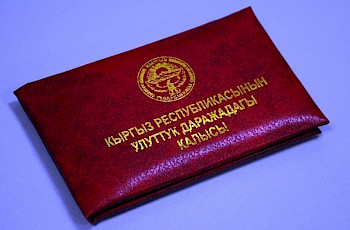 КЫРГЫЗ РЕСПУБЛИКАСЫНЫН
УЛУТТУК ДАРАЖАДАГЫ
КАЛЫСЫ